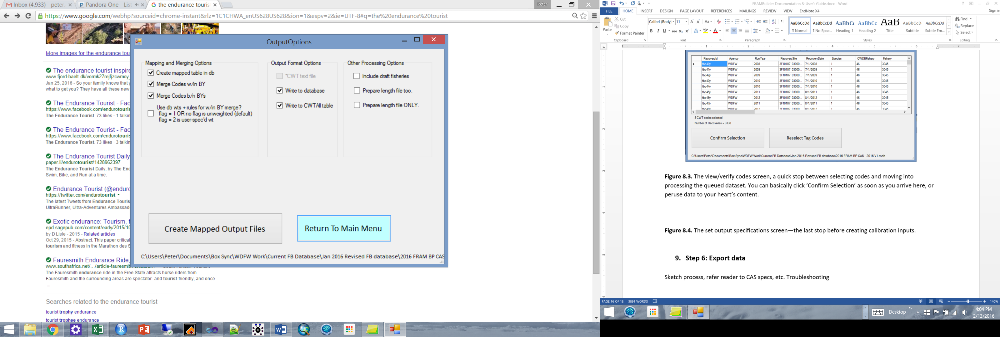 Inbox (4,933) - peter.
Pandora One - List
the endurance touris
Peter
https://www.google.com/webhp?sourceid=chrome-instant&rlz=1C1CHWA_enUS628US628&ion=1&espv=2&ie=UTF-8#q=the%20endurance%20tourist
More images for the endurance tou
The endurance tourist inspire
www.fjord-baelt.dk/vormk27rejfjzcwmoy_
Jan 25, 2016 - So your family knows that y
what to get you? They have all these new
The Endurance Tourist - Fac
https://www.facebook.com/endurotouris
The Endurance Tourist. 73 likes · 1 talkin
The Endurance Tourist - Fac
https://www.facebook.com/endurotouris
The Endurance Tourist. 73 likes · 3 talkin
The Endurance Tourist Daily
paper.li/endurotourist/1428962397
The Endurance Tourist Daily, by The End
Swim, Bike, and Run at a time.
Endurance Tourist (@enduro
https://twitter.com/endurotourist
The latest Tweets from Endurance Touris
UltraRunner, Ultra-Adventures Ambassado
Exotic endurance: Tourism, f
epd.sagepub.com/content/early/2015/10
by D Lisle - 2015 - Related articles
Oct 29, 2015 - Abstract. This paper critical
tourism and fitness in the Marathon des S
Fauresmith Endurance Ride,
www.southafrica.net/.../article-fauresmit
The Fauresmith endurance ride in the Free State attracts horse riders from ...
Fauresmith and the surrounding areas are spectator- and tourist-friendly, and once
...
Searches related to the endurance tourist
tourist trophy endurance
tourist trophee endurance
OutputOptions
Mapping and Merging Options
Create mapped table in db
Merge Codes w/in BY
Merge Codes b/n BYs
Use db wts + rules for w/in BY merge?
flag = 1 OR no flag is unweighted (default)
flag = 2 is user-spec'd wt
Output Format Options
*CWT text file
Write to database
Write to CWTAll table
Other Processing Options
Include draft fisheries
Prepare length file too.
Prepare length file ONLY.
Create Mapped Output Files
Return To Main Menu
C:\Users\Peter\Documents\Box Sync\WDFW Work\Current FB Database\Jan 2016 Revised FB database\2016 FRAM BP CAS
FRAMBuilder Documentation & User's Guide.docx - Word
FILE HOME INSERT DESIGN PAGE LAYOUT REFERENCES MAILINGS REVIEW VIEW EndNote X4
Sign in
Paste
Cut
Copy
Format Painter
Clipboard
Calibri (Body) 11
Font
Paragraph
AaBbCcDd AaBbCcDd AaBbCc AaBbCc AaB AaBbCcD AaBbCcDd
¶ Normal ¶ No Spac... Heading 1 Heading 2 Title Subtitle Subtle Em...
Styles
Find
Replace
Select
Editing
RecoveryId Agency RunYear RecoverySite RecoveryDate Species CWDBFishery Fishery
fbp40y WDFW 2008 3F10107 03000... 7/1/2008 1 46 3045
fbp41y WDFW 2009 3F10107 03000... 7/1/2009 1 46 3045
fbp42y WDFW 2009 3F10107 03000... 7/1/2009 1 46 3045
fbp43y WDFW 2010 3F10107 03000... 7/1/2010 1 46 3045
fbp44y WDFW 2010 3F10107 03000... 7/1/2010 1 46 3045
fbp45y WDFW 2011 3F10107 03000... 8/1/2011 1 46 3045
fbp46y WDFW 2012 3F10107 03000... 8/1/2012 1 46 3045
fbp47y WDFW 2011 3F10107 03000... 8/1/2011 1 46 3045
fbp48y WDFW 2012 3F10107 03000 8/1/2012 1 46 3045
8 CWT codes selected
Number of Recoveries = 3338
Confirm Selection
Reselect Tag Codes
C:\Users\Peter\Documents\Box Sync\WDFW Work\Current FB Database\Jan 2016 Revised FB database\2016 FRAM BP CAS - 2016 V1.mdb
Figure 8.3. The view/verify codes screen, a quick stop between selecting codes and moving into
processing the queued dataset. You can basically click ‘Confirm Selection’ as soon as you arrive here, or
peruse data to your heart’s content.
Figure 8.4. The set output specifications screen—the last stop before creating calibration inputs.
9. Step 6: Export data
Sketch process, refer reader to CAS specs, etc. Troubleshooting
PAGE 16 OF 18 3891 WORDS
140%
Desktop
4:04 PM
2/13/2016